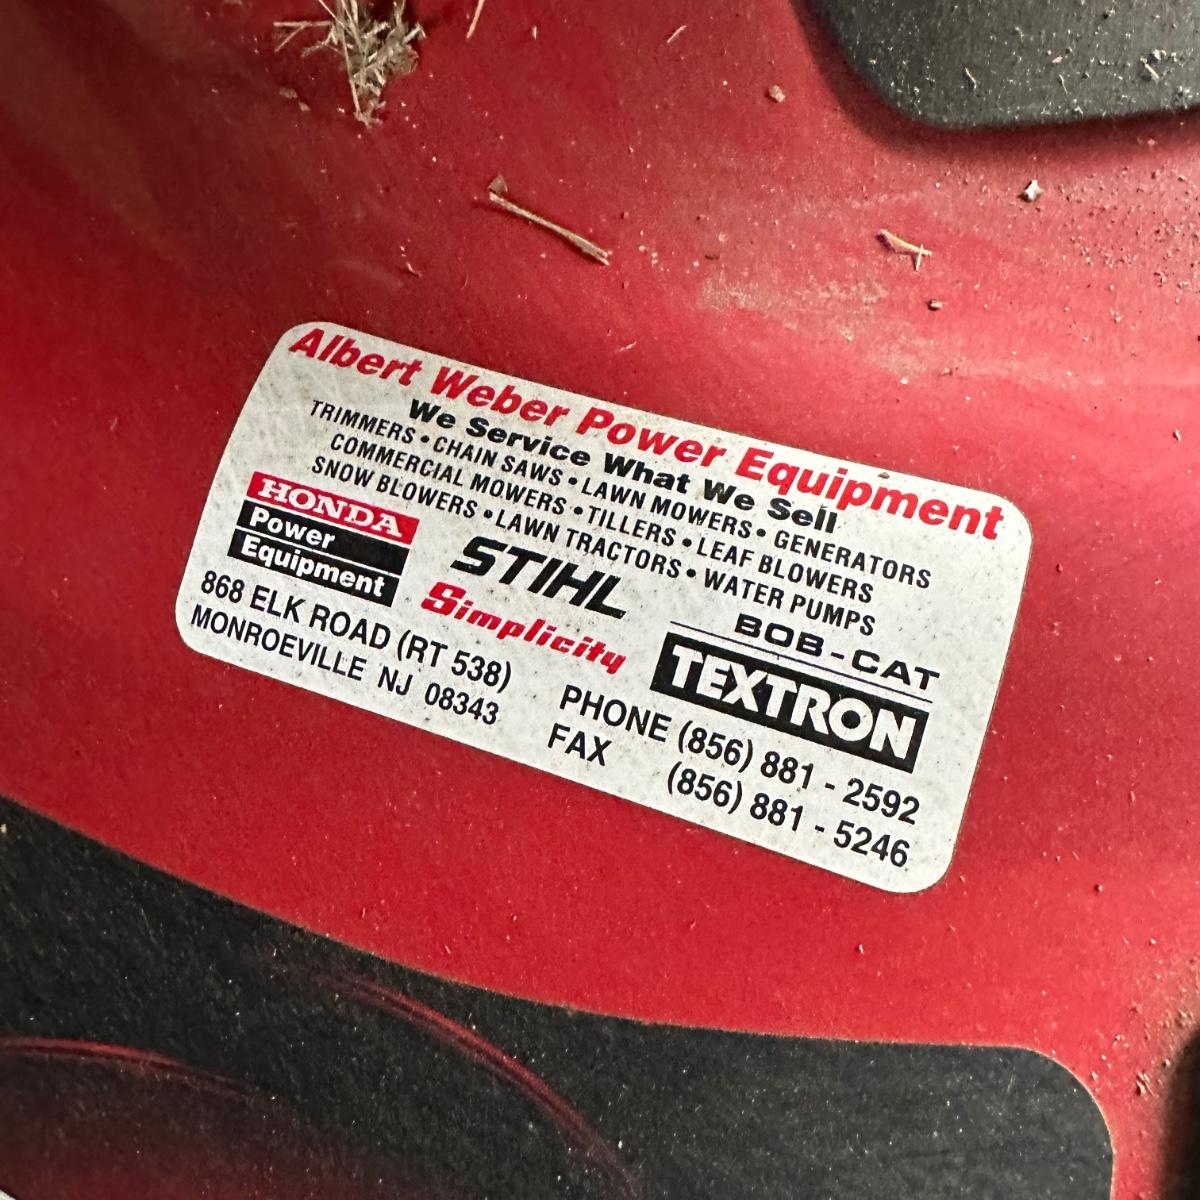 Albert Weber Power Equipment
We Service What We Sell
TRIMMERS • CHAIN SAWS • LAWN MOWERS • GENERATORS
COMMERCIAL MOWERS • TILLERS • LEAF BLOWERS
SNOW BLOWERS • LAWN TRACTORS • WATER PUMPS
HONDA
Power
Equipment
STIHL
Simplicity
BOB-CAT
TEXTRON
868 ELK ROAD (RT 538)
MONROEVILLE NJ 08343
PHONE (856) 881 - 2592
FAX (856) 881 - 5246